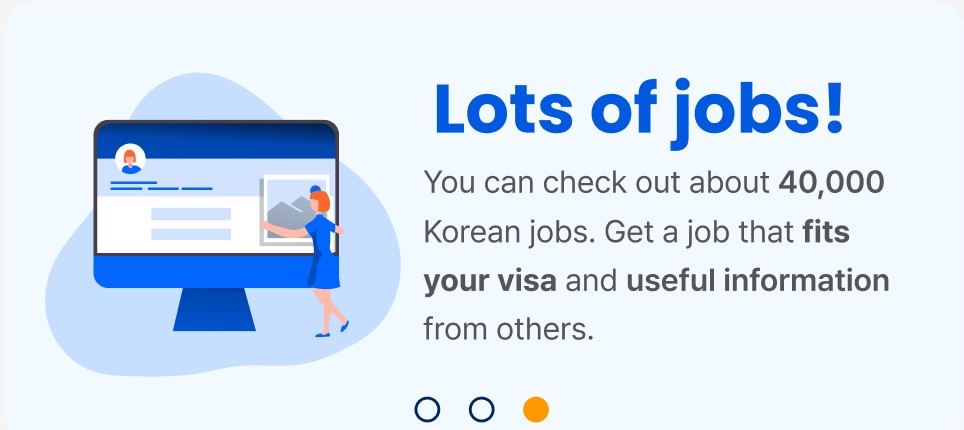 Lots of jobs!
You can check out about 40,000
Korean jobs. Get a job that fits
your visa and useful information
from others.